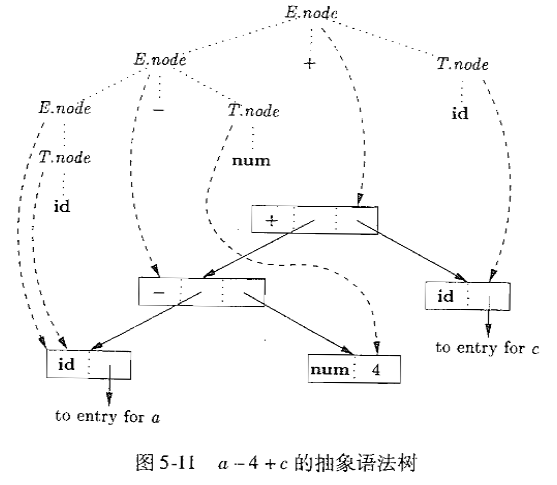 E.node
E.node + T.node
E.node − T.node id
T.node num
id
+
− id
to entry for c
id num 4
to entry for a
图 5-11 a−4+c 的抽象语法树